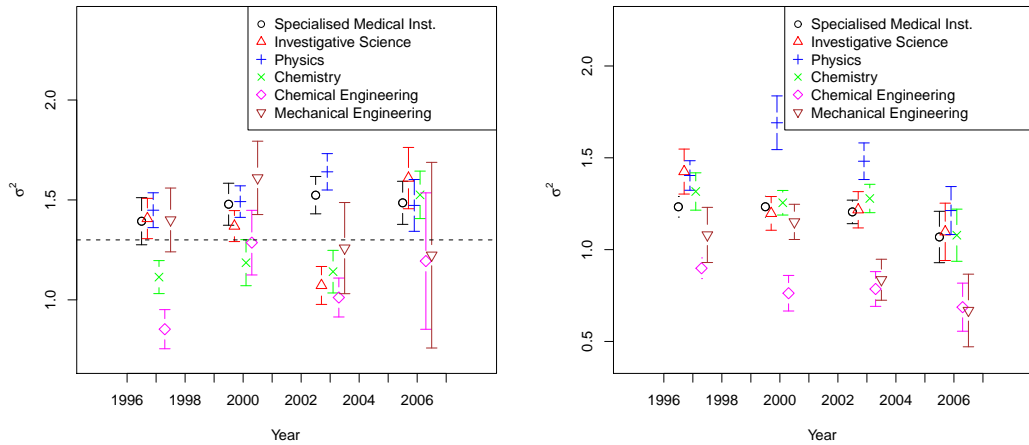 Specialised Medical Inst.
Investigative Science
Physics
Chemistry
Chemical Engineering
Mechanical Engineering
2.0
1.5
1.0
σ²
1996 1998 2000 2002 2004 2006
Year
Specialised Medical Inst.
Investigative Science
Physics
Chemistry
Chemical Engineering
Mechanical Engineering
2.0
1.5
1.0
0.5
σ²
1996 1998 2000 2002 2004 2006
Year